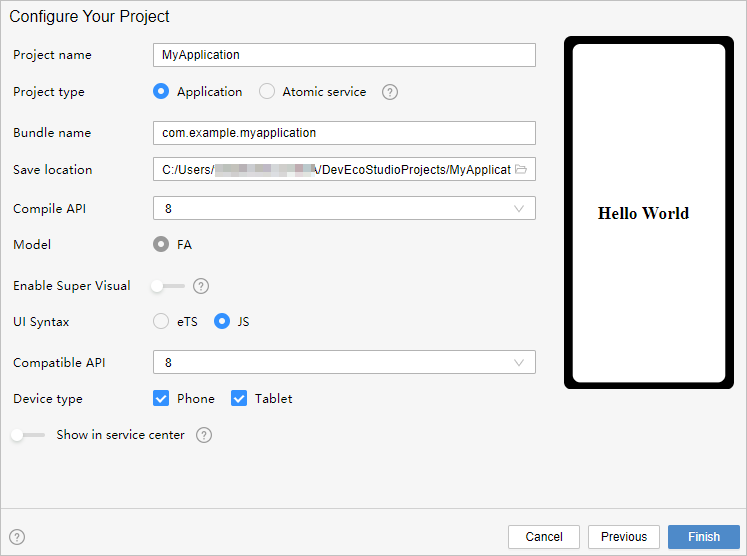 Configure Your Project
Project name MyApplication
Project type Application Atomic service ?
Bundle name com.example.myapplication
Save location C:/Users/ /DevEcoStudioProjects/MyApplicat
Compile API 8
Model FA
Enable Super Visual ?
UI Syntax eTS JS
Compatible API 8
Device type Phone Tablet
Show in service center ?
Hello World
? Cancel Previous Finish